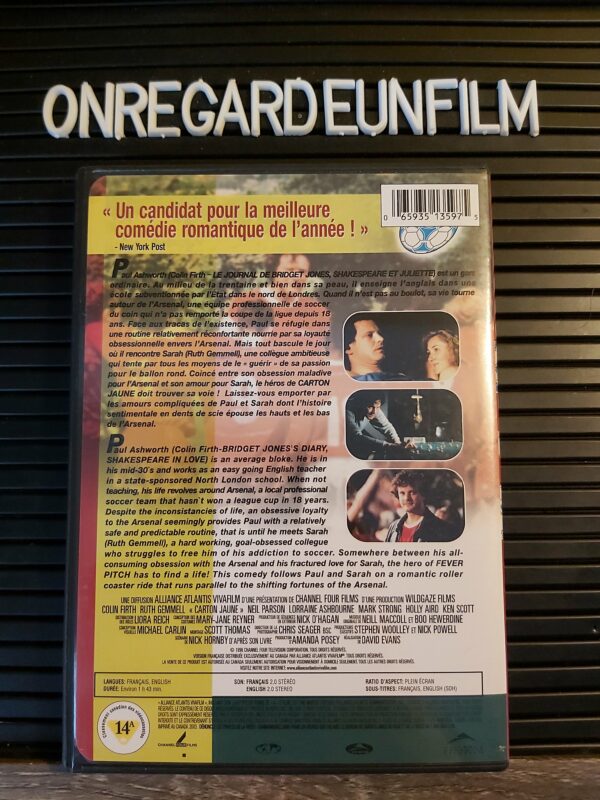 ONREGARDEUNFILM
« Un candidat pour la meilleure
comédie romantique de l'année ! »
- New York Post
0 65935 13597 5
Paul Ashworth (Colin Firth – LE JOURNAL DE BRIDGET JONES, SHAKESPEARE ET JULIETTE) est un gars
ordinaire. Au milieu de la trentaine et bien dans sa peau, il enseigne l'anglais dans une
école subventionnée par l'État dans le nord de Londres. Quand il n'est pas au boulot, sa vie tourne
autour de l'Arsenal, une équipe professionnelle de soccer
du coin qui n'a pas remporté la coupe de la ligue depuis 18
ans. Face aux tracas de l'existence, Paul se réfugie dans
une routine relativement réconfortante nourrie par sa loyauté
obsessionnelle envers l'Arsenal. Mais tout bascule le jour
où il rencontre Sarah (Ruth Gemmell), une collègue ambitieuse
qui tente par tous les moyens de le « guérir » de sa passion
pour le ballon rond. Coincé entre son obsession maladive
pour l'Arsenal et son amour pour Sarah, le héros de CARTON
JAUNE doit trouver sa voie ! Laissez-vous emporter par
les amours compliquées de Paul et Sarah dont l'histoire
sentimentale en dents de scie épouse les hauts et les bas
de l'Arsenal.
Paul Ashworth (Colin Firth-BRIDGET JONES'S DIARY,
SHAKESPEARE IN LOVE) is an average bloke. He is in
his mid-30's and works as an easy going English teacher
in a state-sponsored North London school. When not
teaching, his life revolves around Arsenal, a local professional
soccer team that hasn't won a league cup in 18 years.
Despite the inconsistancies of life, an obsessive loyalty
to the Arsenal seemingly provides Paul with a relatively
safe and predictable routine, that is until he meets Sarah
(Ruth Gemmell), a hard working, goal-obsessed collegue
who struggles to free him of his addiction to soccer. Somewhere between his all-
consuming obsession with the Arsenal and his fractured love for Sarah, the hero of FEVER
PITCH has to find a life! This comedy follows Paul and Sarah on a romantic roller
coaster ride that runs parallel to the shifting fortunes of the Arsenal.
UNE DIFFUSION ALLIANCE ATLANTIS VIVAFILM D'UNE PRÉSENTATION DE CHANNEL FOUR FILMS D'UNE PRODUCTION WILDGAZE FILMS
COLIN FIRTH RUTH GEMMELL « CARTON JAUNE » NEIL PEARSON LORRAINE ASHBOURNE MARK STRONG HOLLY AIRD KEN SCOTT
LIORA REICH MARY-JANE REYNER NICK O'HAGAN NEILL MACCOLL ET BOO HEWERDINE
MICHAEL CARLIN MONTAGE SCOTT THOMAS CHRIS SEAGER BSC STEPHEN WOOLLEY ET NICK POWELL
NICK HORNBY D'APRÈS SON LIVRE AMANDA POSEY DAVID EVANS
© 1996 CHANNEL FOUR TELEVISION CORPORATION. TOUS DROITS RÉSERVÉS.
LANGUES: FRANÇAIS, ENGLISH
DURÉE: Environ 1 h 43 min.
SON: FRANÇAIS 2.0 STÉRÉO
ENGLISH 2.0 STEREO
RATIO D'ASPECT: PLEIN ÉCRAN
SOUS-TITRES: FRANÇAIS, ENGLISH (SDH)
14A
CHANNEL FOUR FILMS